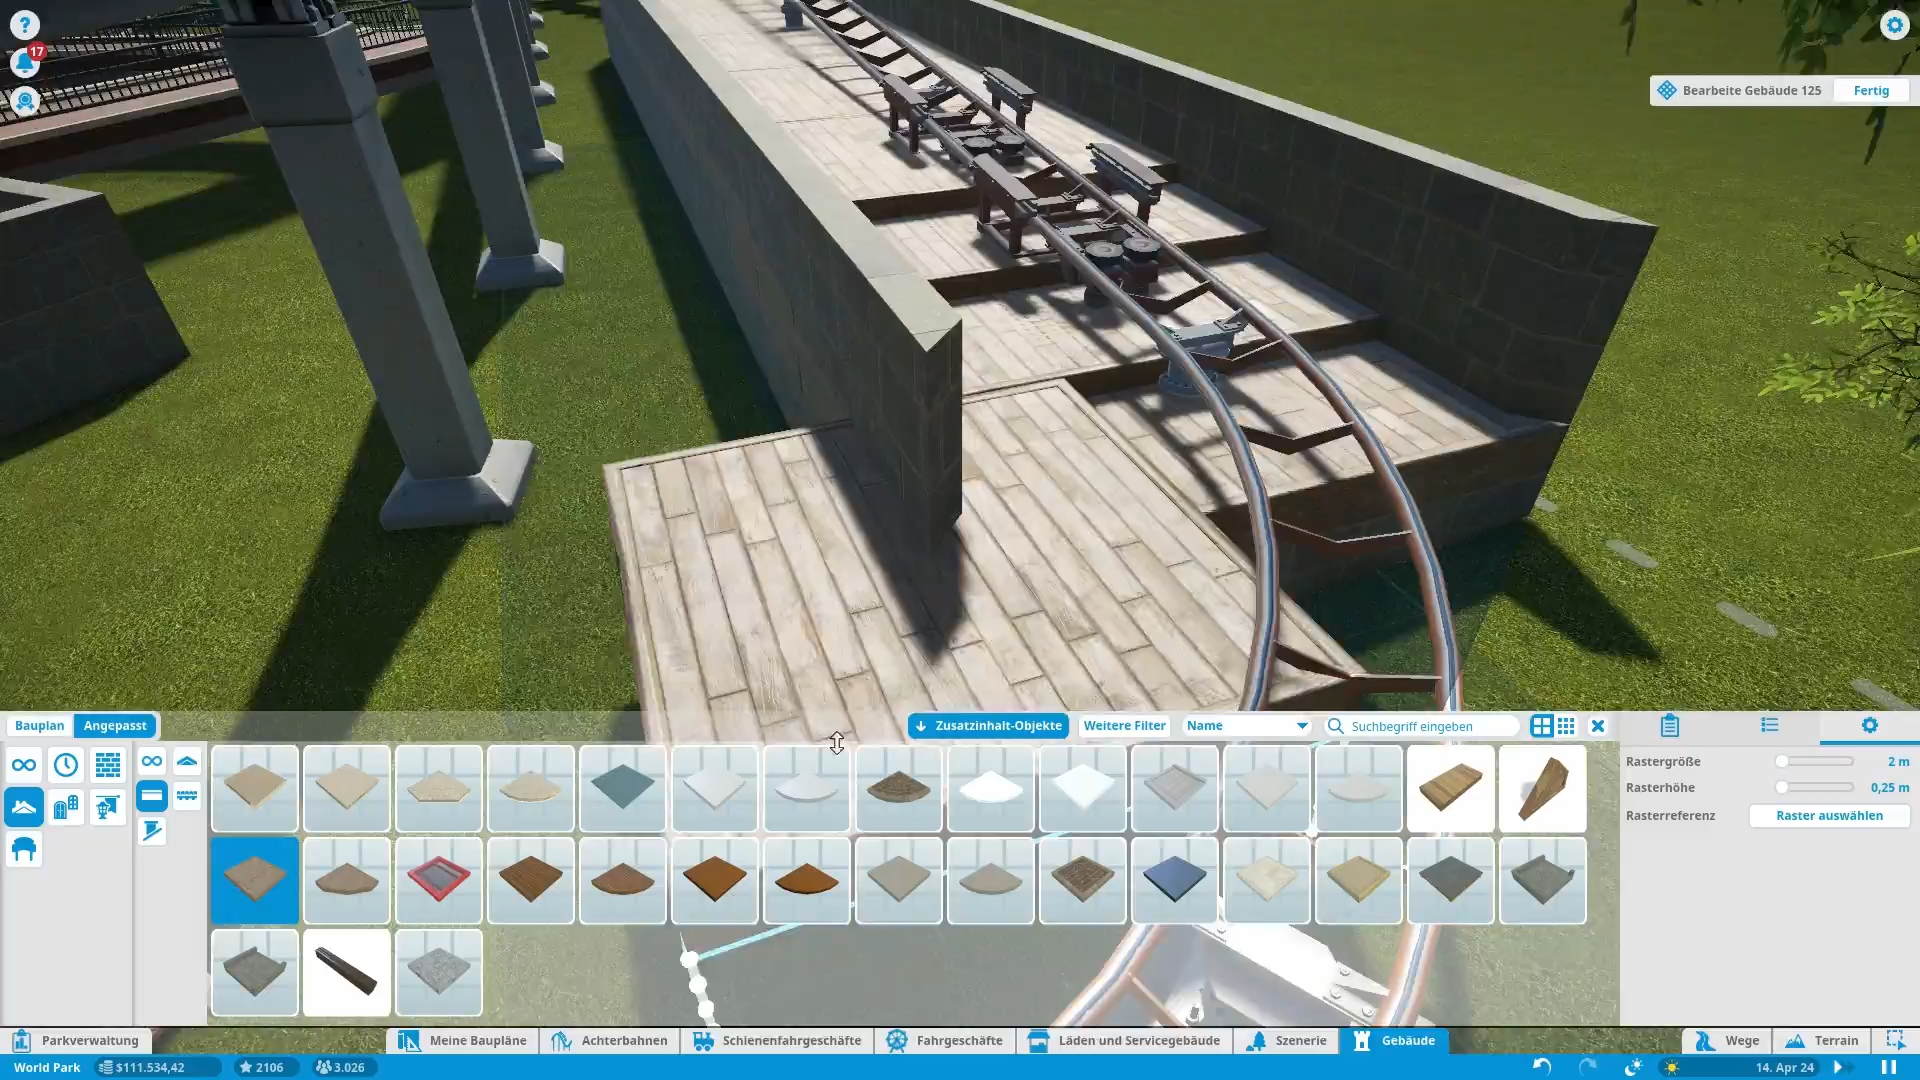 ?
17
Bearbeite Gebäude 125
Fertig
Bauplan
Angepasst
Zusatzinhalt-Objekte
Weitere Filter
Name
Suchbegriff eingeben
Rastergröße
2 m
Rasterhöhe
0,25 m
Rasterreferenz
Raster auswählen
Parkverwaltung
Meine Baupläne
Achterbahnen
Schienenfahrgeschäfte
Fahrgeschäfte
Läden und Servicegebäude
Szenerie
Gebäude
Wege
Terrain
World Park
$111.534,42
2106
3.026
14. Apr 24